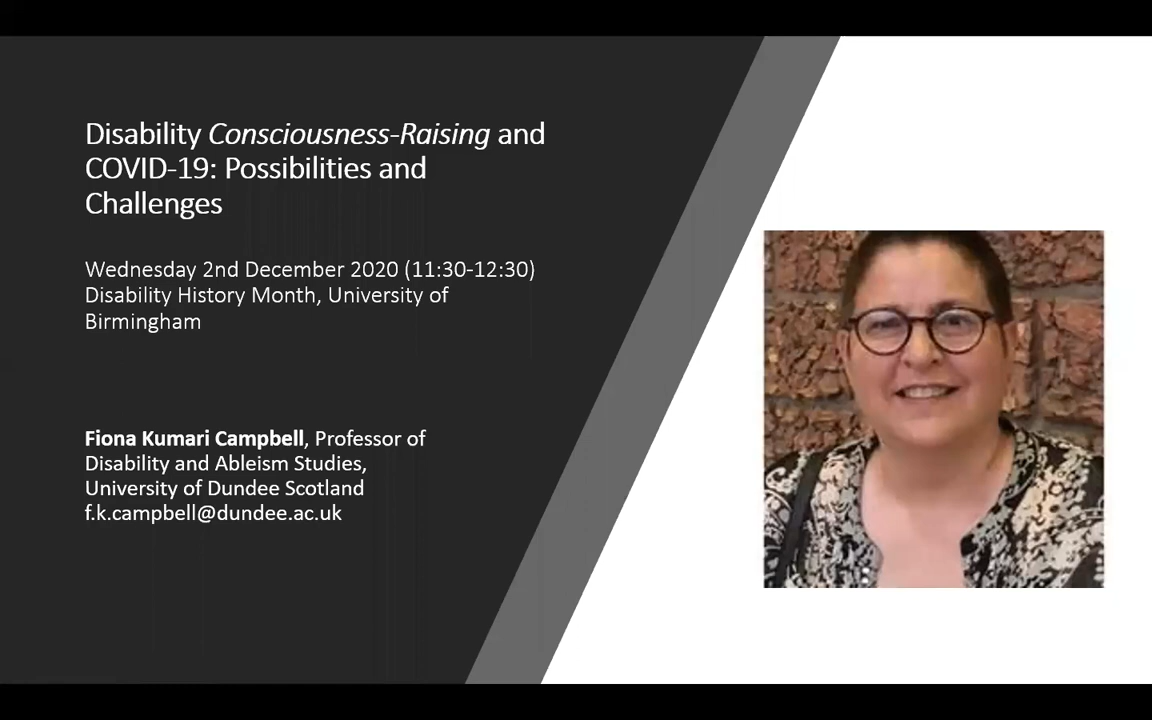 Disability Consciousness-Raising and
COVID-19: Possibilities and
Challenges
Wednesday 2nd December 2020 (11:30-12:30)
Disability History Month, University of
Birmingham
Fiona Kumari Campbell, Professor of
Disability and Ableism Studies,
University of Dundee Scotland
f.k.campbell@dundee.ac.uk